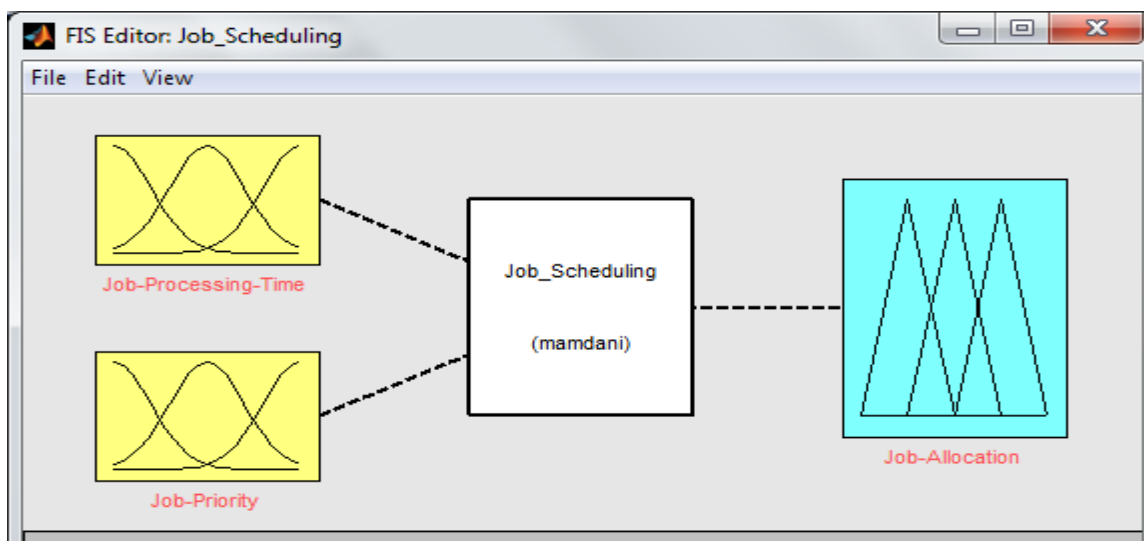 FIS Editor: Job_Scheduling
File Edit View
Job-Processing-Time
Job_Scheduling
(mamdani)
Job-Priority
Job-Allocation